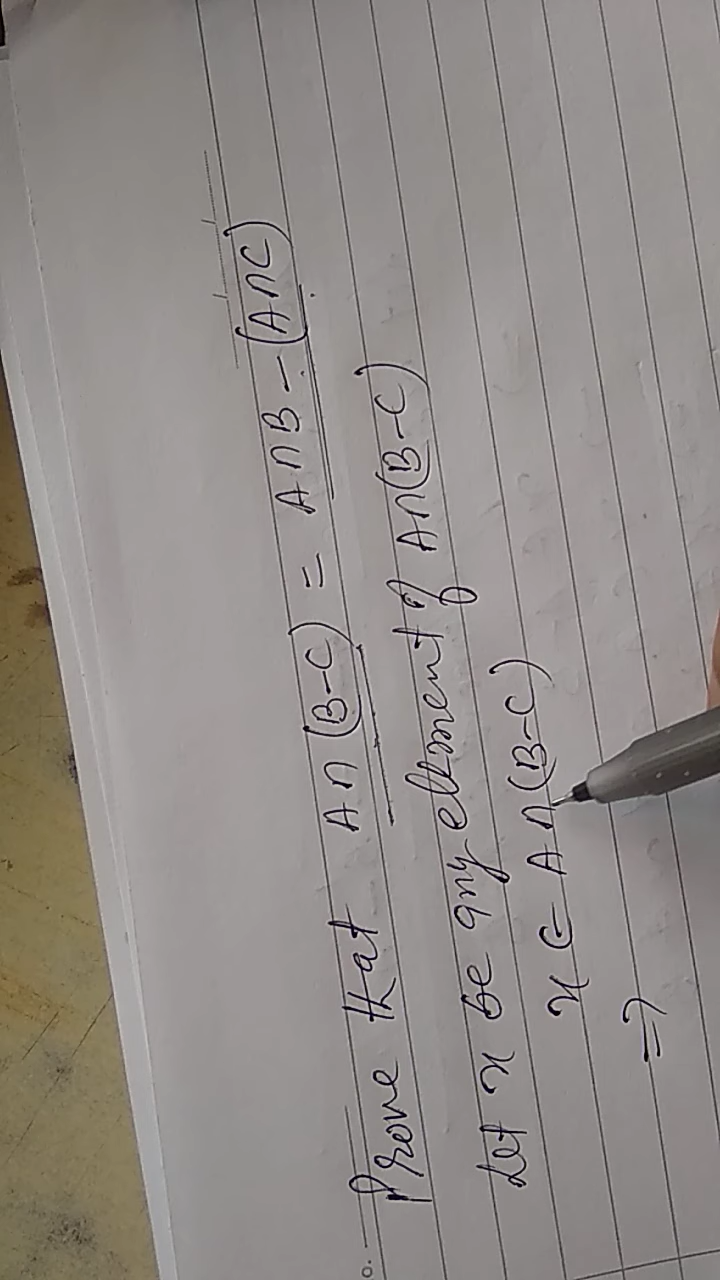 Prove that A∩(B-C) = A∩B-(A∩C)
Let x be any element of A∩(B-C)
x ∈ A∩(B-C)
⇒